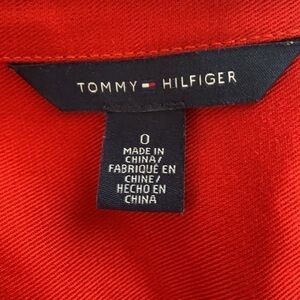 TOMMY HILFIGER
0
MADE IN
CHINA/
FABRIQUÉ EN
CHINE/
HECHO EN
CHINA